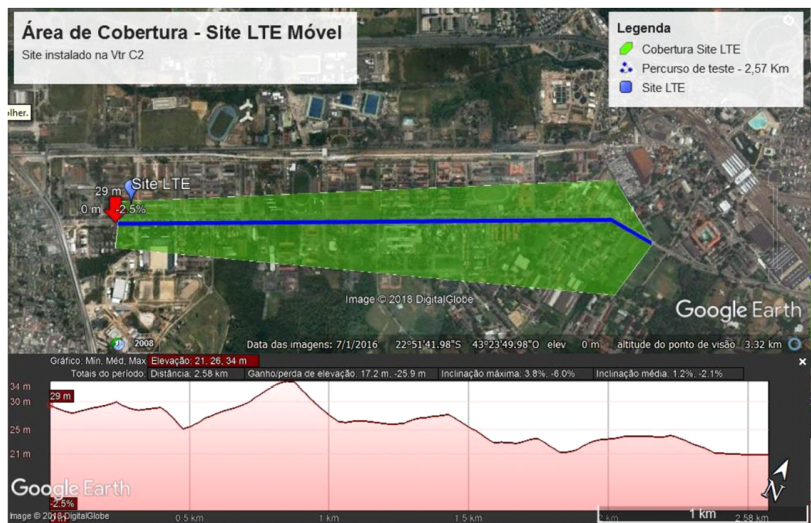 Área de Cobertura - Site LTE Móvel
Site instalado na Vtr C2
Legenda
Cobertura Site LTE
Percurso de teste - 2,57 Km
Site LTE
olher.
Site LTE
29 m
0 m -2.5%
Image © 2018 DigitalGlobe
Google Earth
2008
Data das imagens: 7/1/2016 22°51'41.98"S 43°23'49.98"O elev 0 m altitude do ponto de visão 3.32 km
Gráfico: Mín, Méd, Max Elevação: 21, 26, 34 m
Totais do período: Distância: 2.58 km Ganho/perda de elevação: 17.2 m, -25.9 m Inclinação máxima: 3.8%, -6.0% Inclinação média: 1.2%, -2.1%
34 m
29 m
30 m
25 m
21 m
Google Earth
N
-2.5%
Image © 2018 DigitalGlobe
0 m 0.5 km 1 km 1.5 km 2 km 2.58 km
1 km